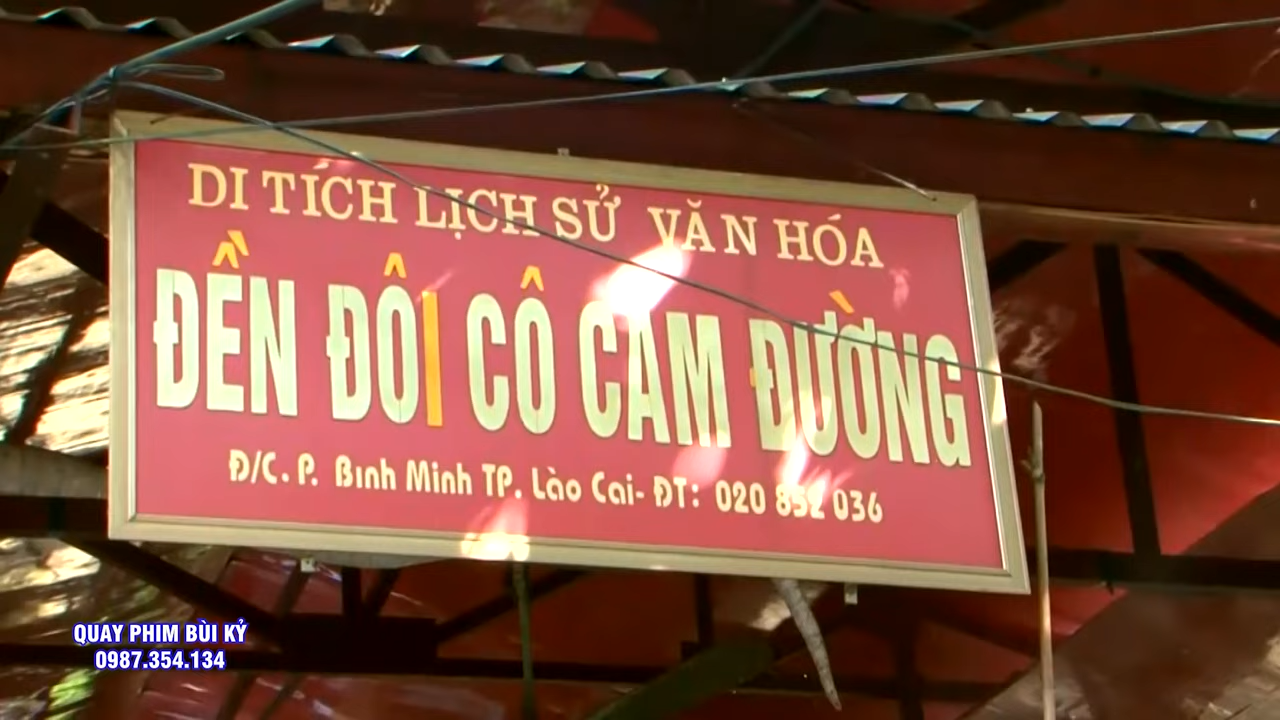 DI TÍCH LỊCH SỬ VĂN HÓA
ĐỀN ĐÔI CÔ CAM ĐƯỜNG
Đ/C. P. Bình Minh TP. Lào Cai- ĐT: 020 852 036
QUAY PHIM BÙI KỶ
0987.354.134